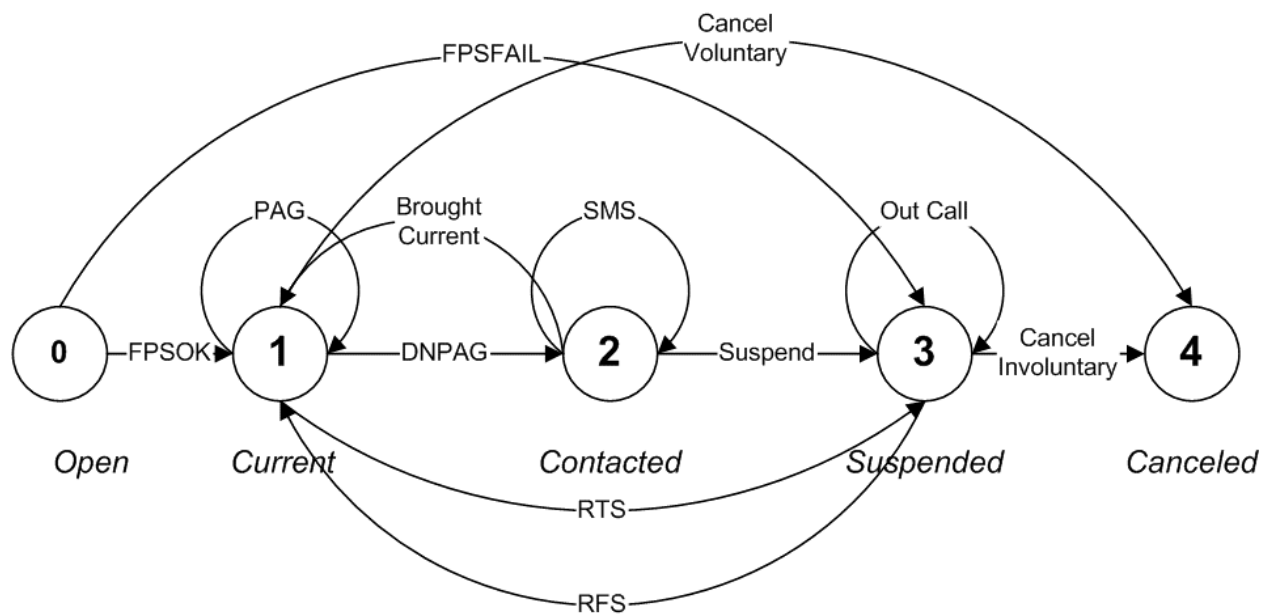 Cancel
Voluntary
FPSFAIL
PAG
Brought
Current
SMS
Out Call
0
FPSOK
1
DNPAG
2
Suspend
3
Cancel
Involuntary
4
Open
Current
Contacted
Suspended
Canceled
RTS
RFS